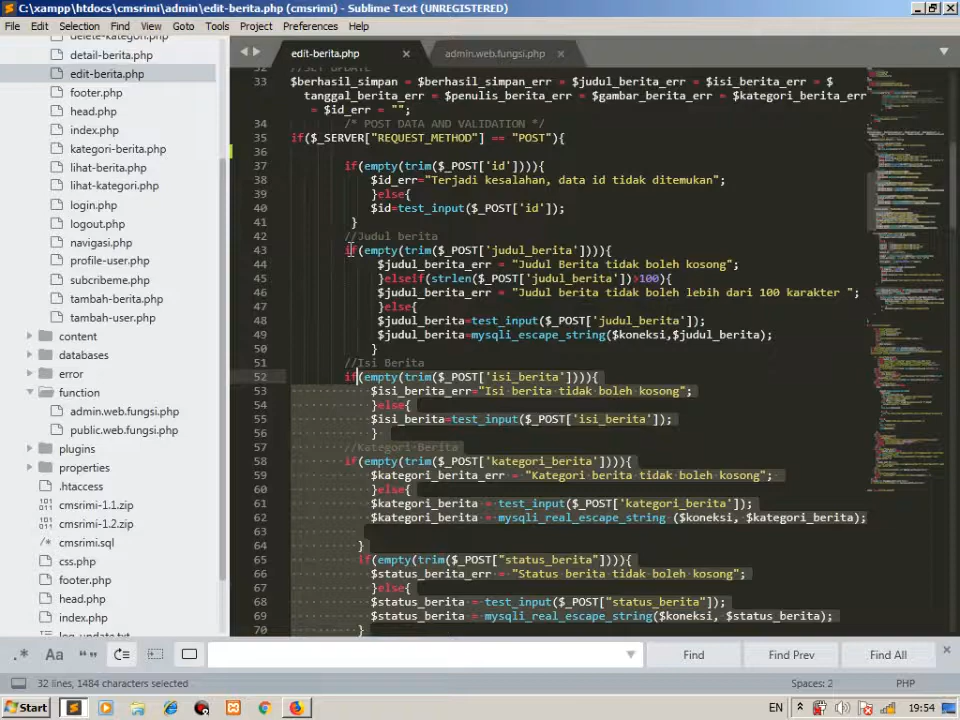 C:\xampp\htdocs\cmsrimi\admin\edit-berita.php (cmsrimi) - Sublime Text (UNREGISTERED)
File Edit Selection Find View Goto Tools Project Preferences Help
delete-kategori.php
detail-berita.php
edit-berita.php
footer.php
head.php
index.php
kategori-berita.php
lihat-berita.php
lihat-kategori.php
login.php
logout.php
navigasi.php
profile-user.php
subcribeme.php
tambah-berita.php
tambah-user.php
content
databases
error
function
admin.web.fungsi.php
public.web.fungsi.php
plugins
properties
.htaccess
cmsrimi-1.1.zip
cmsrimi-1.2.zip
cmsrimi.sql
css.php
footer.php
head.php
index.php
log_update.txt
edit-berita.php × admin.web.fungsi.php ×
32 //SET UPDATE
33 $berhasil_simpan = $berhasil_simpan_err = $judul_berita_err = $isi_berita_err = $
tanggal_berita_err = $penulis_berita_err = $gambar_berita_err = $kategori_berita_err
= $id_err = "";
34 /* POST DATA AND VALIDATION */
35 if($_SERVER["REQUEST_METHOD"] == "POST"){
36
37 if(empty(trim($_POST['id']))){
38 $id_err="Terjadi kesalahan, data id tidak ditemukan";
39 }else{
40 $id=test_input($_POST['id']);
41 }
42 //Judul berita
43 if(empty(trim($_POST['judul_berita']))){
44 $judul_berita_err = "Judul Berita tidak boleh kosong";
45 }elseif(strlen($_POST['judul_berita'])>100){
46 $judul_berita_err = "Judul berita tidak boleh lebih dari 100 karakter ";
47 }else{
48 $judul_berita=test_input($_POST['judul_berita']);
49 $judul_berita=mysqli_escape_string($koneksi,$judul_berita);
50 }
51 //Isi Berita
52 if(empty(trim($_POST['isi_berita']))){
53 $isi_berita_err="Isi berita tidak boleh kosong";
54 }else{
55 $isi_berita=test_input($_POST['isi_berita']);
56 }
57 //Kategori Berita
58 if(empty(trim($_POST['kategori_berita']))){
59 $kategori_berita_err = "Kategori berita tidak boleh kosong";
60 }else{
61 $kategori_berita = test_input($_POST['kategori_berita']);
62 $kategori_berita = mysqli_real_escape_string ($koneksi, $kategori_berita);
63
64 }
65 if(empty(trim($_POST["status_berita"]))){
66 $status_berita_err = "Status berita tidak boleh kosong";
67 }else{
68 $status_berita = test_input($_POST["status_berita"]);
69 $status_berita = mysqli_real_escape_string($koneksi, $status_berita);
70 }
.* Aa “” Find Find Prev Find All ×
32 lines, 1484 characters selected Spaces: 2 PHP
Start EN 19:54